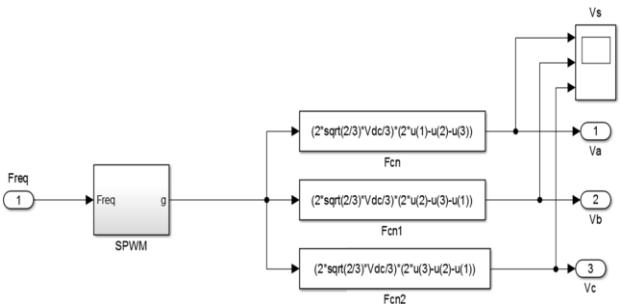 Vs
(2*sqrt(2/3)*Vdc/3)*(2*u(1)-u(2)-u(3))
1
Fcn
Va
Freq
1
Freq g
(2*sqrt(2/3)*Vdc/3)*(2*u(2)-u(3)-u(1))
2
SPWM
Fcn1
Vb
(2*sqrt(2/3)*Vdc/3)*(2*u(3)-u(2)-u(1))
3
Fcn2
Vc